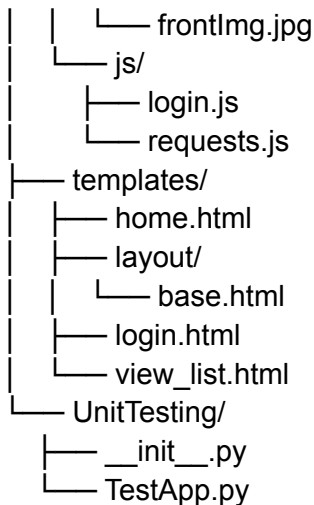 │   │   └── frontImg.jpg
│   └── js/
│       ├── login.js
│       └── requests.js
├── templates/
│   ├── home.html
│   ├── layout/
│   │   └── base.html
│   ├── login.html
│   └── view_list.html
└── UnitTesting/
    ├── __init__.py
    └── TestApp.py